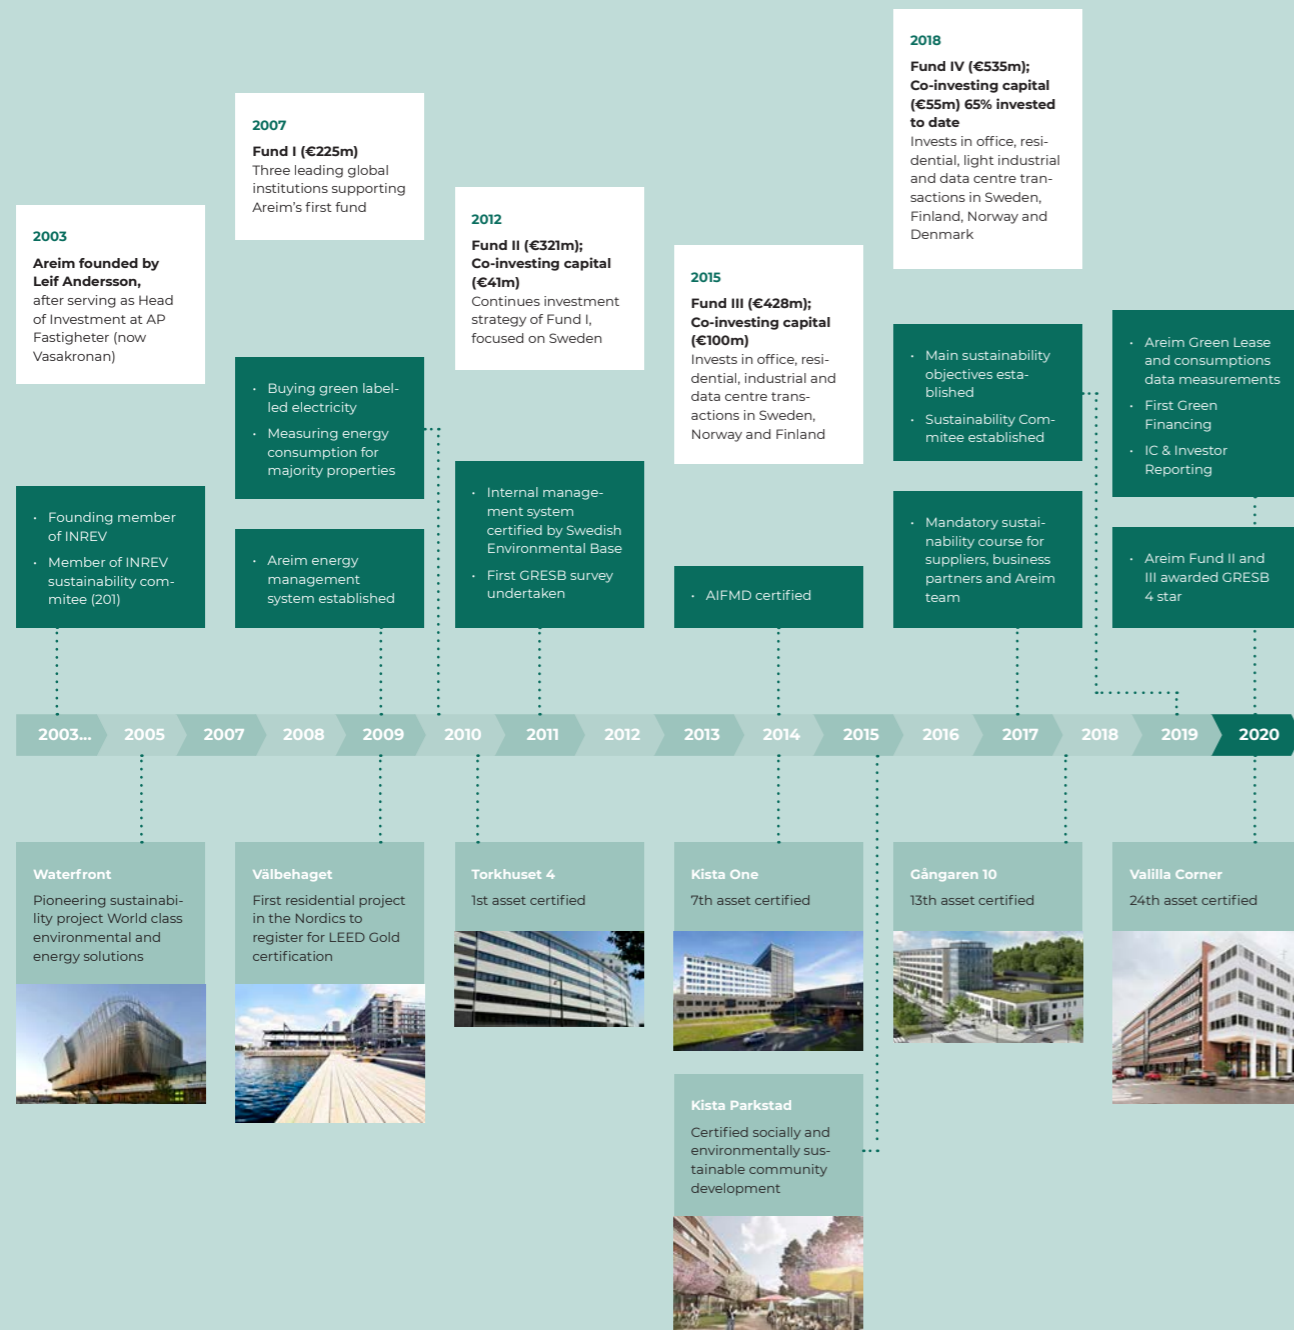 2003
Areim founded by
Leif Andersson,
after serving as Head
of Investment at AP
Fastigheter (now
Vasakronan)
2007
Fund I (€225m)
Three leading global
institutions supporting
Areim's first fund
2012
Fund II (€321m);
Co-investing capital
(€41m)
Continues investment
strategy of Fund I,
focused on Sweden
2015
Fund III (€428m);
Co-investing capital
(€100m)
Invests in office, resi-
dential, industrial and
data centre trans-
actions in Sweden,
Norway and Finland
2018
Fund IV (€535m);
Co-investing capital
(€55m) 65% invested
to date
Invests in office, resi-
dential, light industrial
and data centre tran-
sactions in Sweden,
Finland, Norway and
Denmark
• Founding member
of INREV
• Member of INREV
sustainability com-
mitee (201)
• Buying green label-
led electricity
• Measuring energy
consumption for
majority properties
• Areim energy
management
system established
• Internal manage-
ment system
certified by Swedish
Environmental Base
• First GRESB survey
undertaken
• AIFMD certified
• Main sustainability
objectives esta-
blished
• Sustainability Com-
mitee established
• Mandatory sustai-
nability course for
suppliers, business
partners and Areim
team
• Areim Green Lease
and consumptions
data measurements
• First Green
Financing
• IC & Investor
Reporting
• Areim Fund II and
III awarded GRESB
4 star
2003... 2005 2007 2008 2009 2010 2011 2012 2013 2014 2015 2016 2017 2018 2019 2020
Waterfront
Pioneering sustainabi-
lity project World class
environmental and
energy solutions
Välbehaget
First residential project
in the Nordics to
register for LEED Gold
certification
Torkhuset 4
1st asset certified
Kista One
7th asset certified
Kista Parkstad
Certified socially and
environmentally sus-
tainable community
development
Gångaren 10
13th asset certified
Valilla Corner
24th asset certified